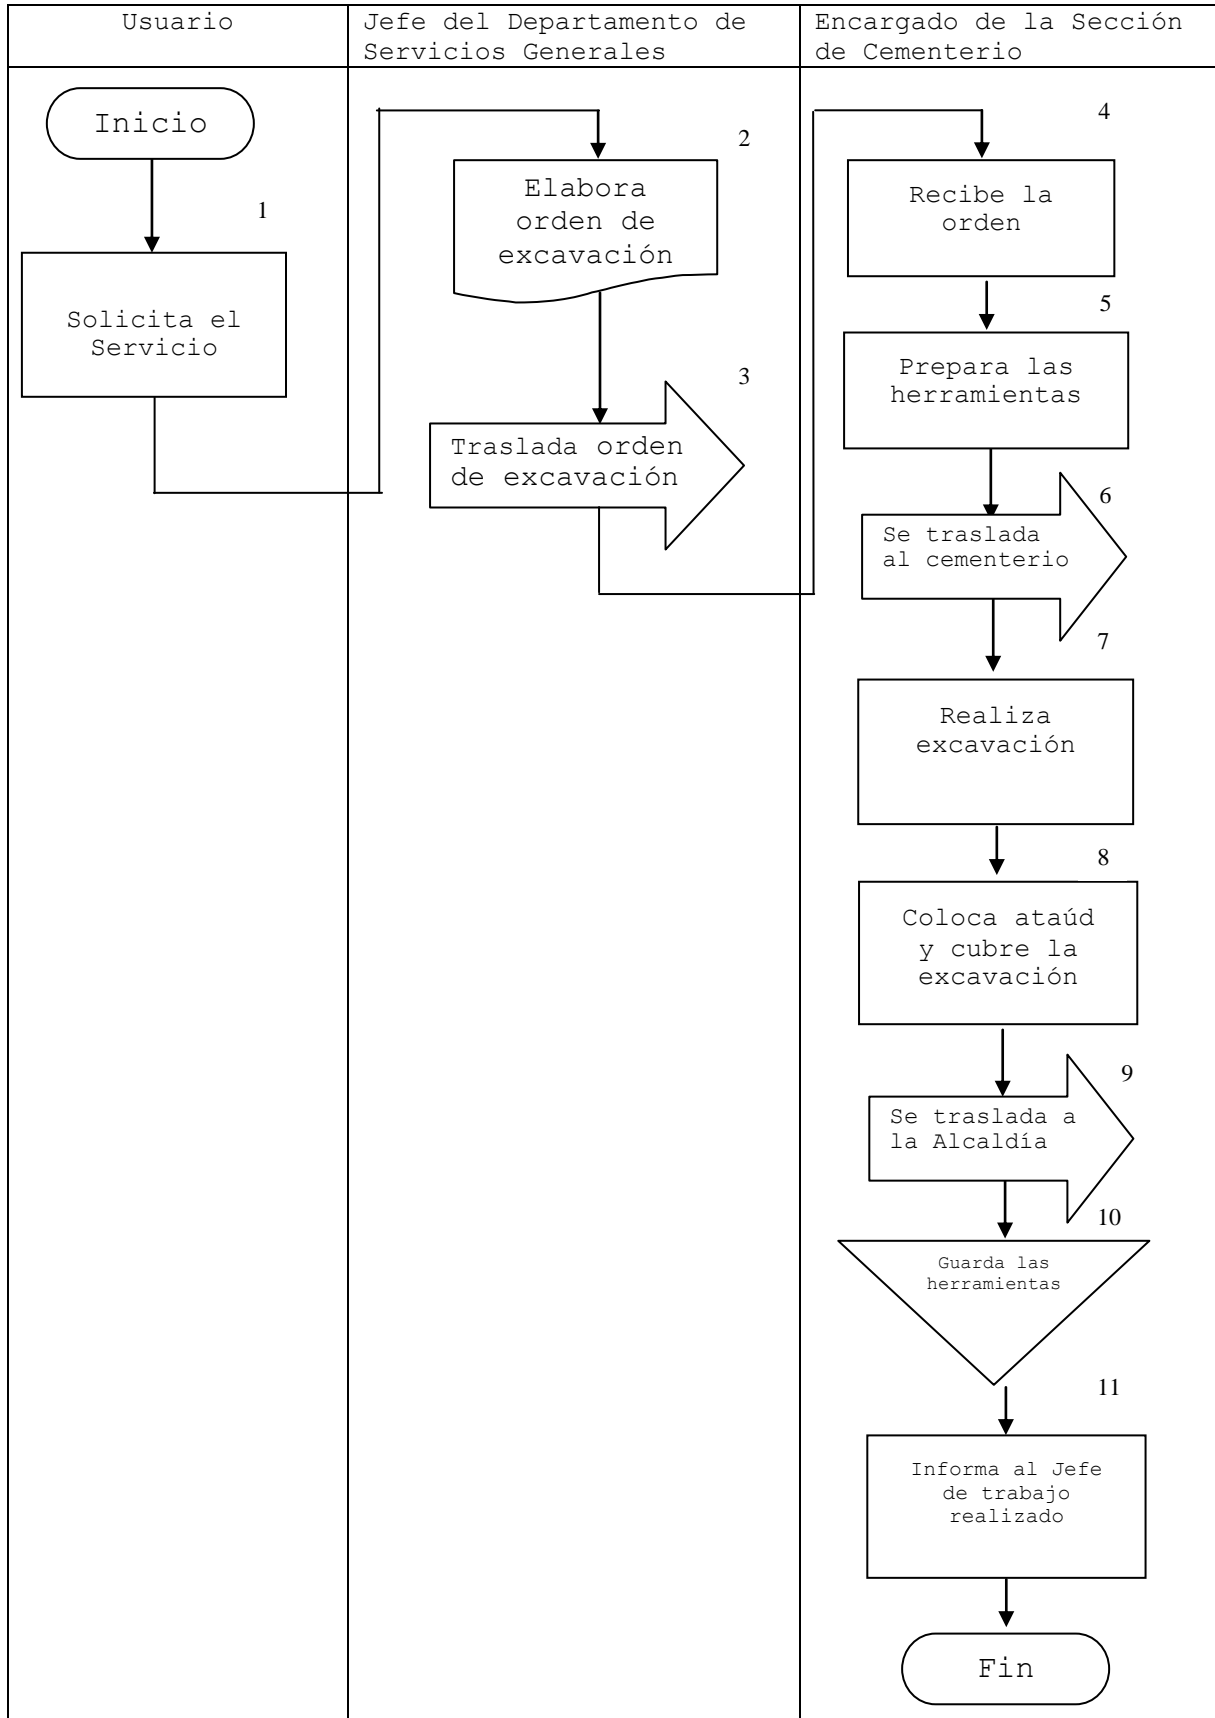 Usuario
Jefe del Departamento de
Servicios Generales
Encargado de la Sección
de Cementerio
Inicio
1
Solicita el
Servicio
2
Elabora
orden de
excavación
3
Traslada orden
de excavación
4
Recibe la
orden
5
Prepara las
herramientas
6
Se traslada
al cementerio
7
Realiza
excavación
8
Coloca ataúd
y cubre la
excavación
9
Se traslada a
la Alcaldía
10
Guarda las
herramientas
11
Informa al Jefe
de trabajo
realizado
Fin